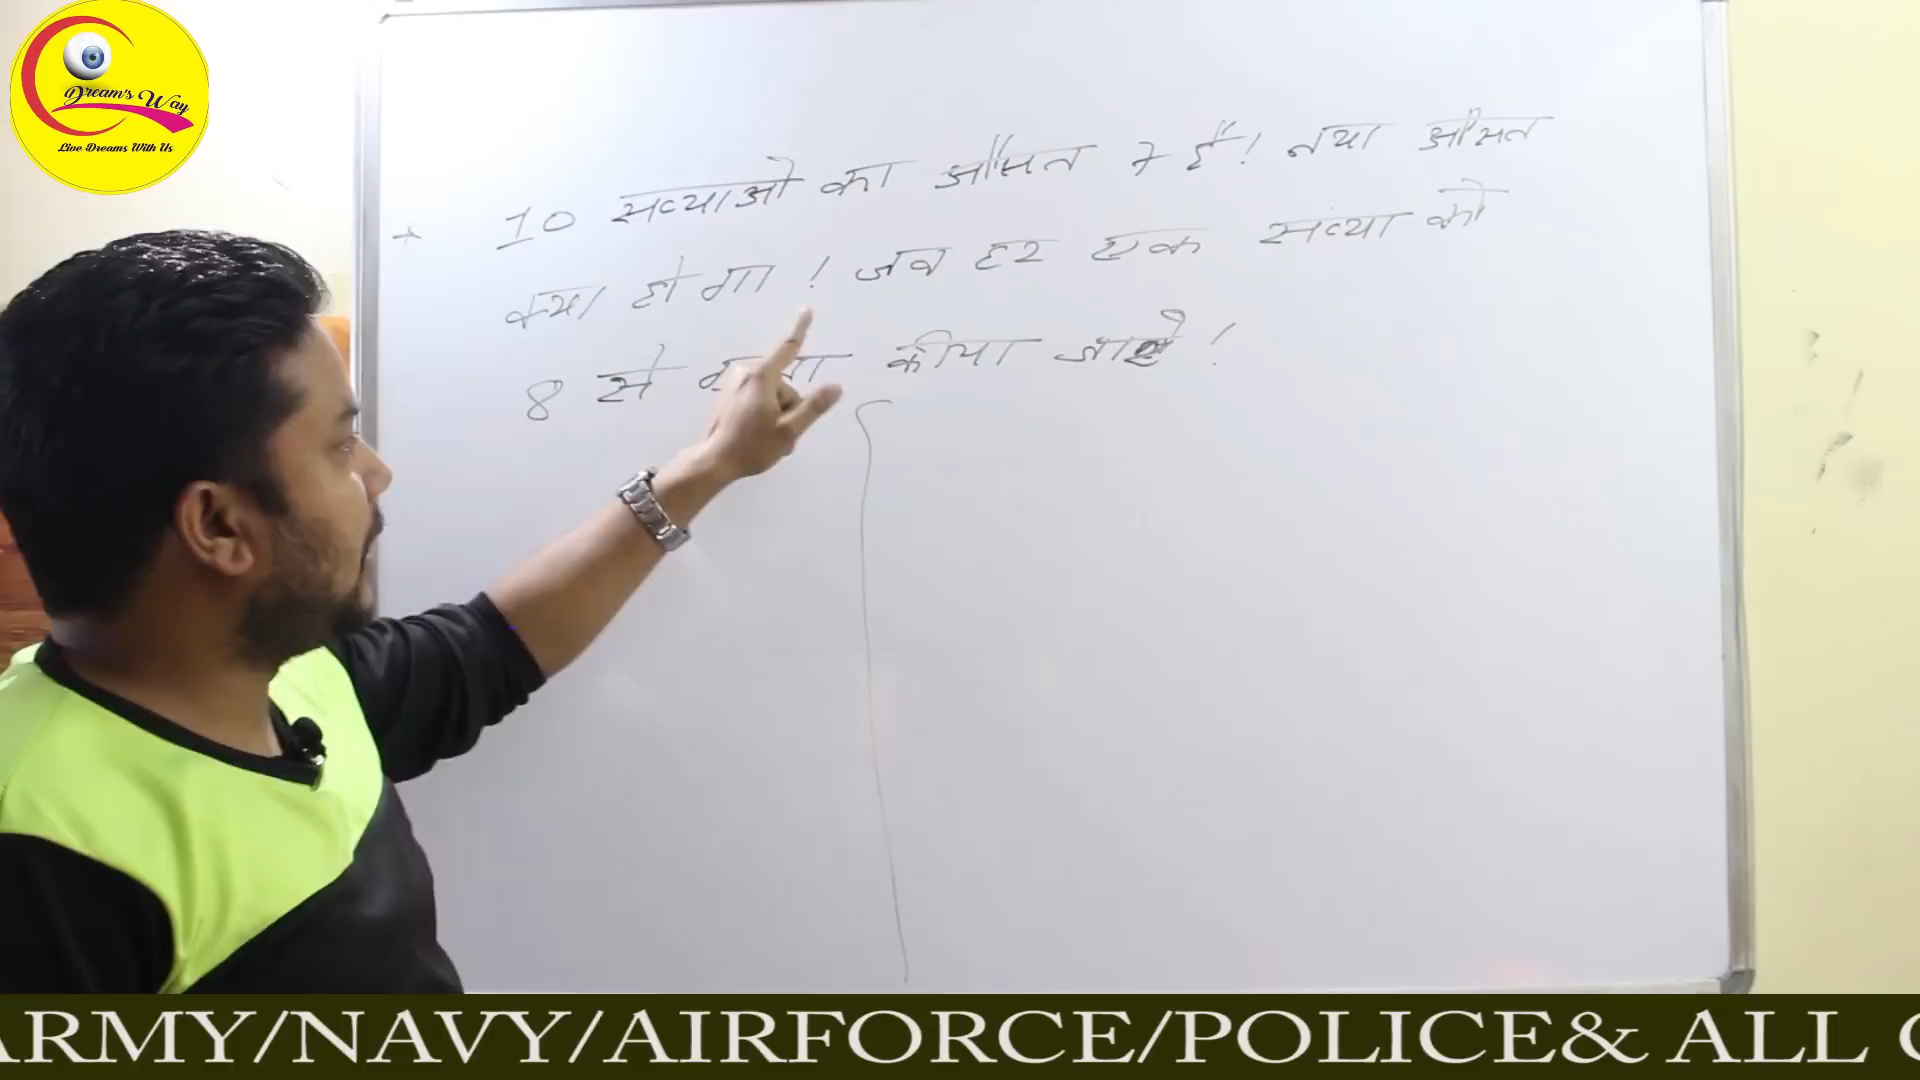 Dream's Way
Live Dreams With Us
10 सख्याओ का औसत 7 है! नया औसत
क्या होगा! जब हर एक संख्या को
8 से कीया जाए!
ARMY/NAVY/AIRFORCE/POLICE& ALL